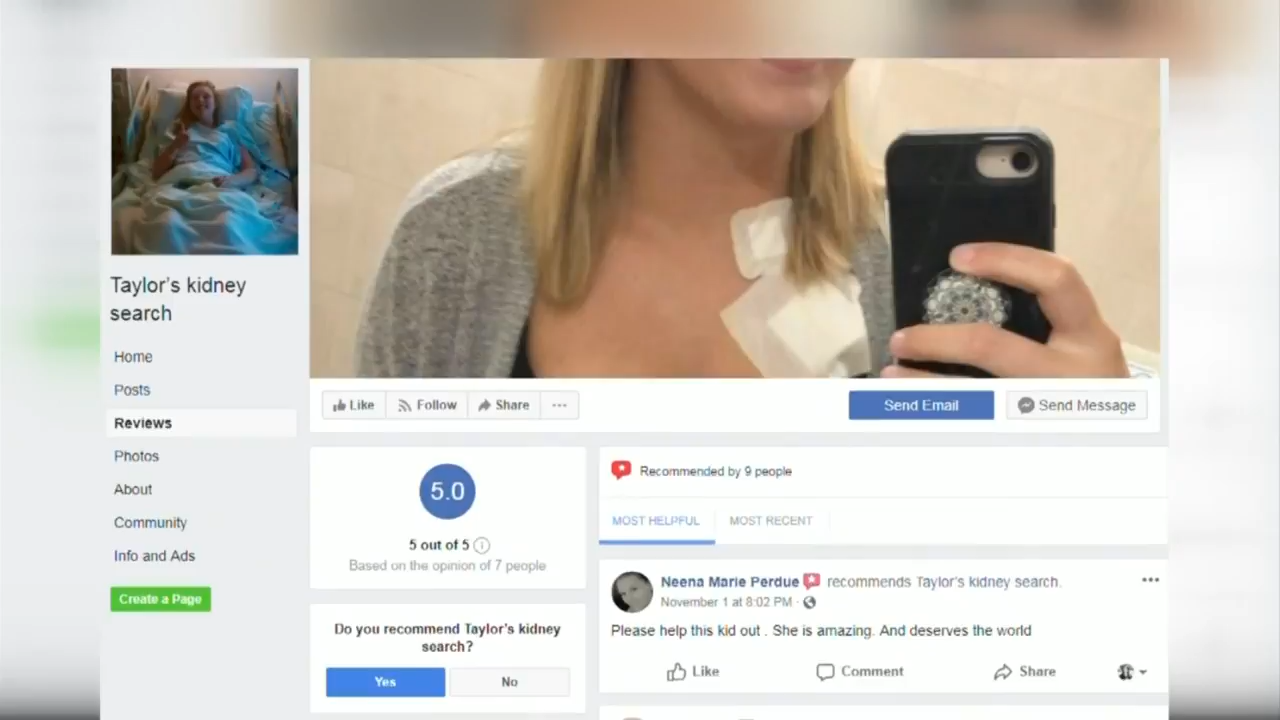 Taylor's kidney
search
Home
Posts
Reviews
Photos
About
Community
Info and Ads
Create a Page
Like
Follow
Share
Send Email
Send Message
5.0
5 out of 5
Based on the opinion of 7 people
Do you recommend Taylor's kidney
search?
Yes
No
Recommended by 9 people
MOST HELPFUL
MOST RECENT
Neena Marie Perdue recommends Taylor's kidney search.
November 1 at 8:02 PM ·
Please help this kid out . She is amazing. And deserves the world
Like
Comment
Share